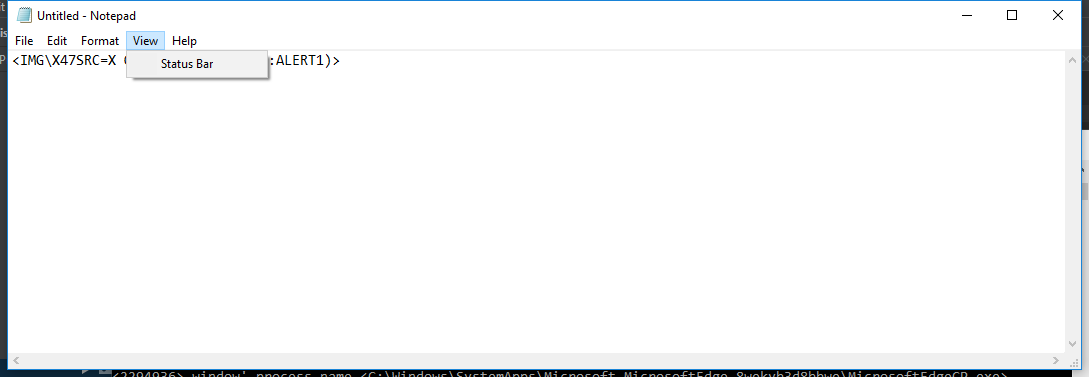 Untitled - Notepad
File Edit Format View Help
<IMG\X47SRC=X :ALERT1)>
Status Bar
<2294936> window' process name <C:\Windows\SystemApps\Microsoft.MicrosoftEdge_8wekyb3d8bbwe\MicrosoftEdgeCP.exe>